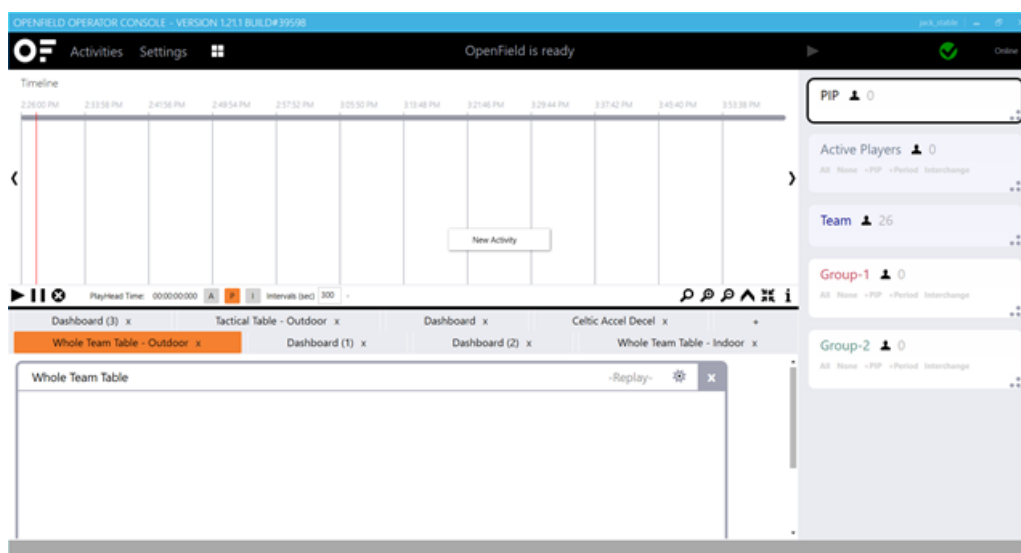 OPENFIELD OPERATOR CONSOLE - VERSION 1.21.1 BUILD#39598
jack_stable
OF Activities Settings
OpenField is ready
Online
Timeline
2:26:00 PM 2:33:58 PM 2:41:56 PM 2:49:54 PM 2:57:52 PM 3:05:50 PM 3:13:48 PM 3:21:46 PM 3:29:44 PM 3:37:42 PM 3:45:40 PM 3:53:38 PM
New Activity
PlayHead Time: 00:00:00:000 A P I Intervals (sec) 300
Dashboard (3) x Tactical Table - Outdoor x Dashboard x Celtic Accel Decel x +
Whole Team Table - Outdoor x Dashboard (1) x Dashboard (2) x Whole Team Table - Indoor x
Whole Team Table -Replay- x
PIP 0
Active Players 0
All None +PIP +Period Interchange
Team 26
Group-1 0
All None +PIP +Period Interchange
Group-2 0
All None +PIP +Period Interchange